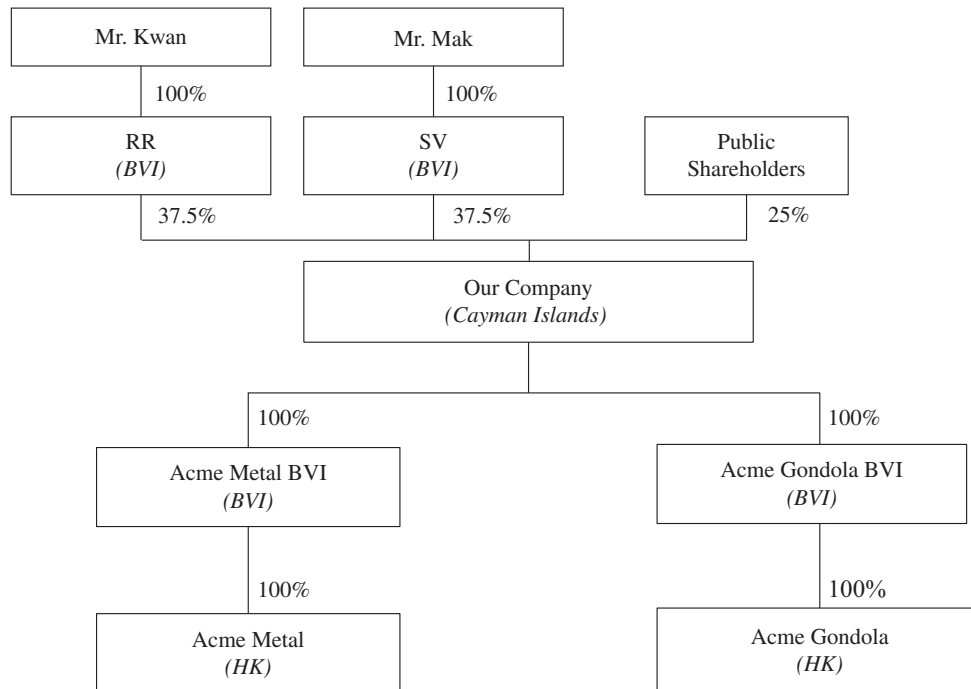 Mr. Kwan
Mr. Mak
100%
100%
RR
(BVI)
SV
(BVI)
Public
Shareholders
37.5%
37.5%
25%
Our Company
(Cayman Islands)
100%
100%
Acme Metal BVI
(BVI)
Acme Gondola BVI
(BVI)
100%
100%
Acme Metal
(HK)
Acme Gondola
(HK)